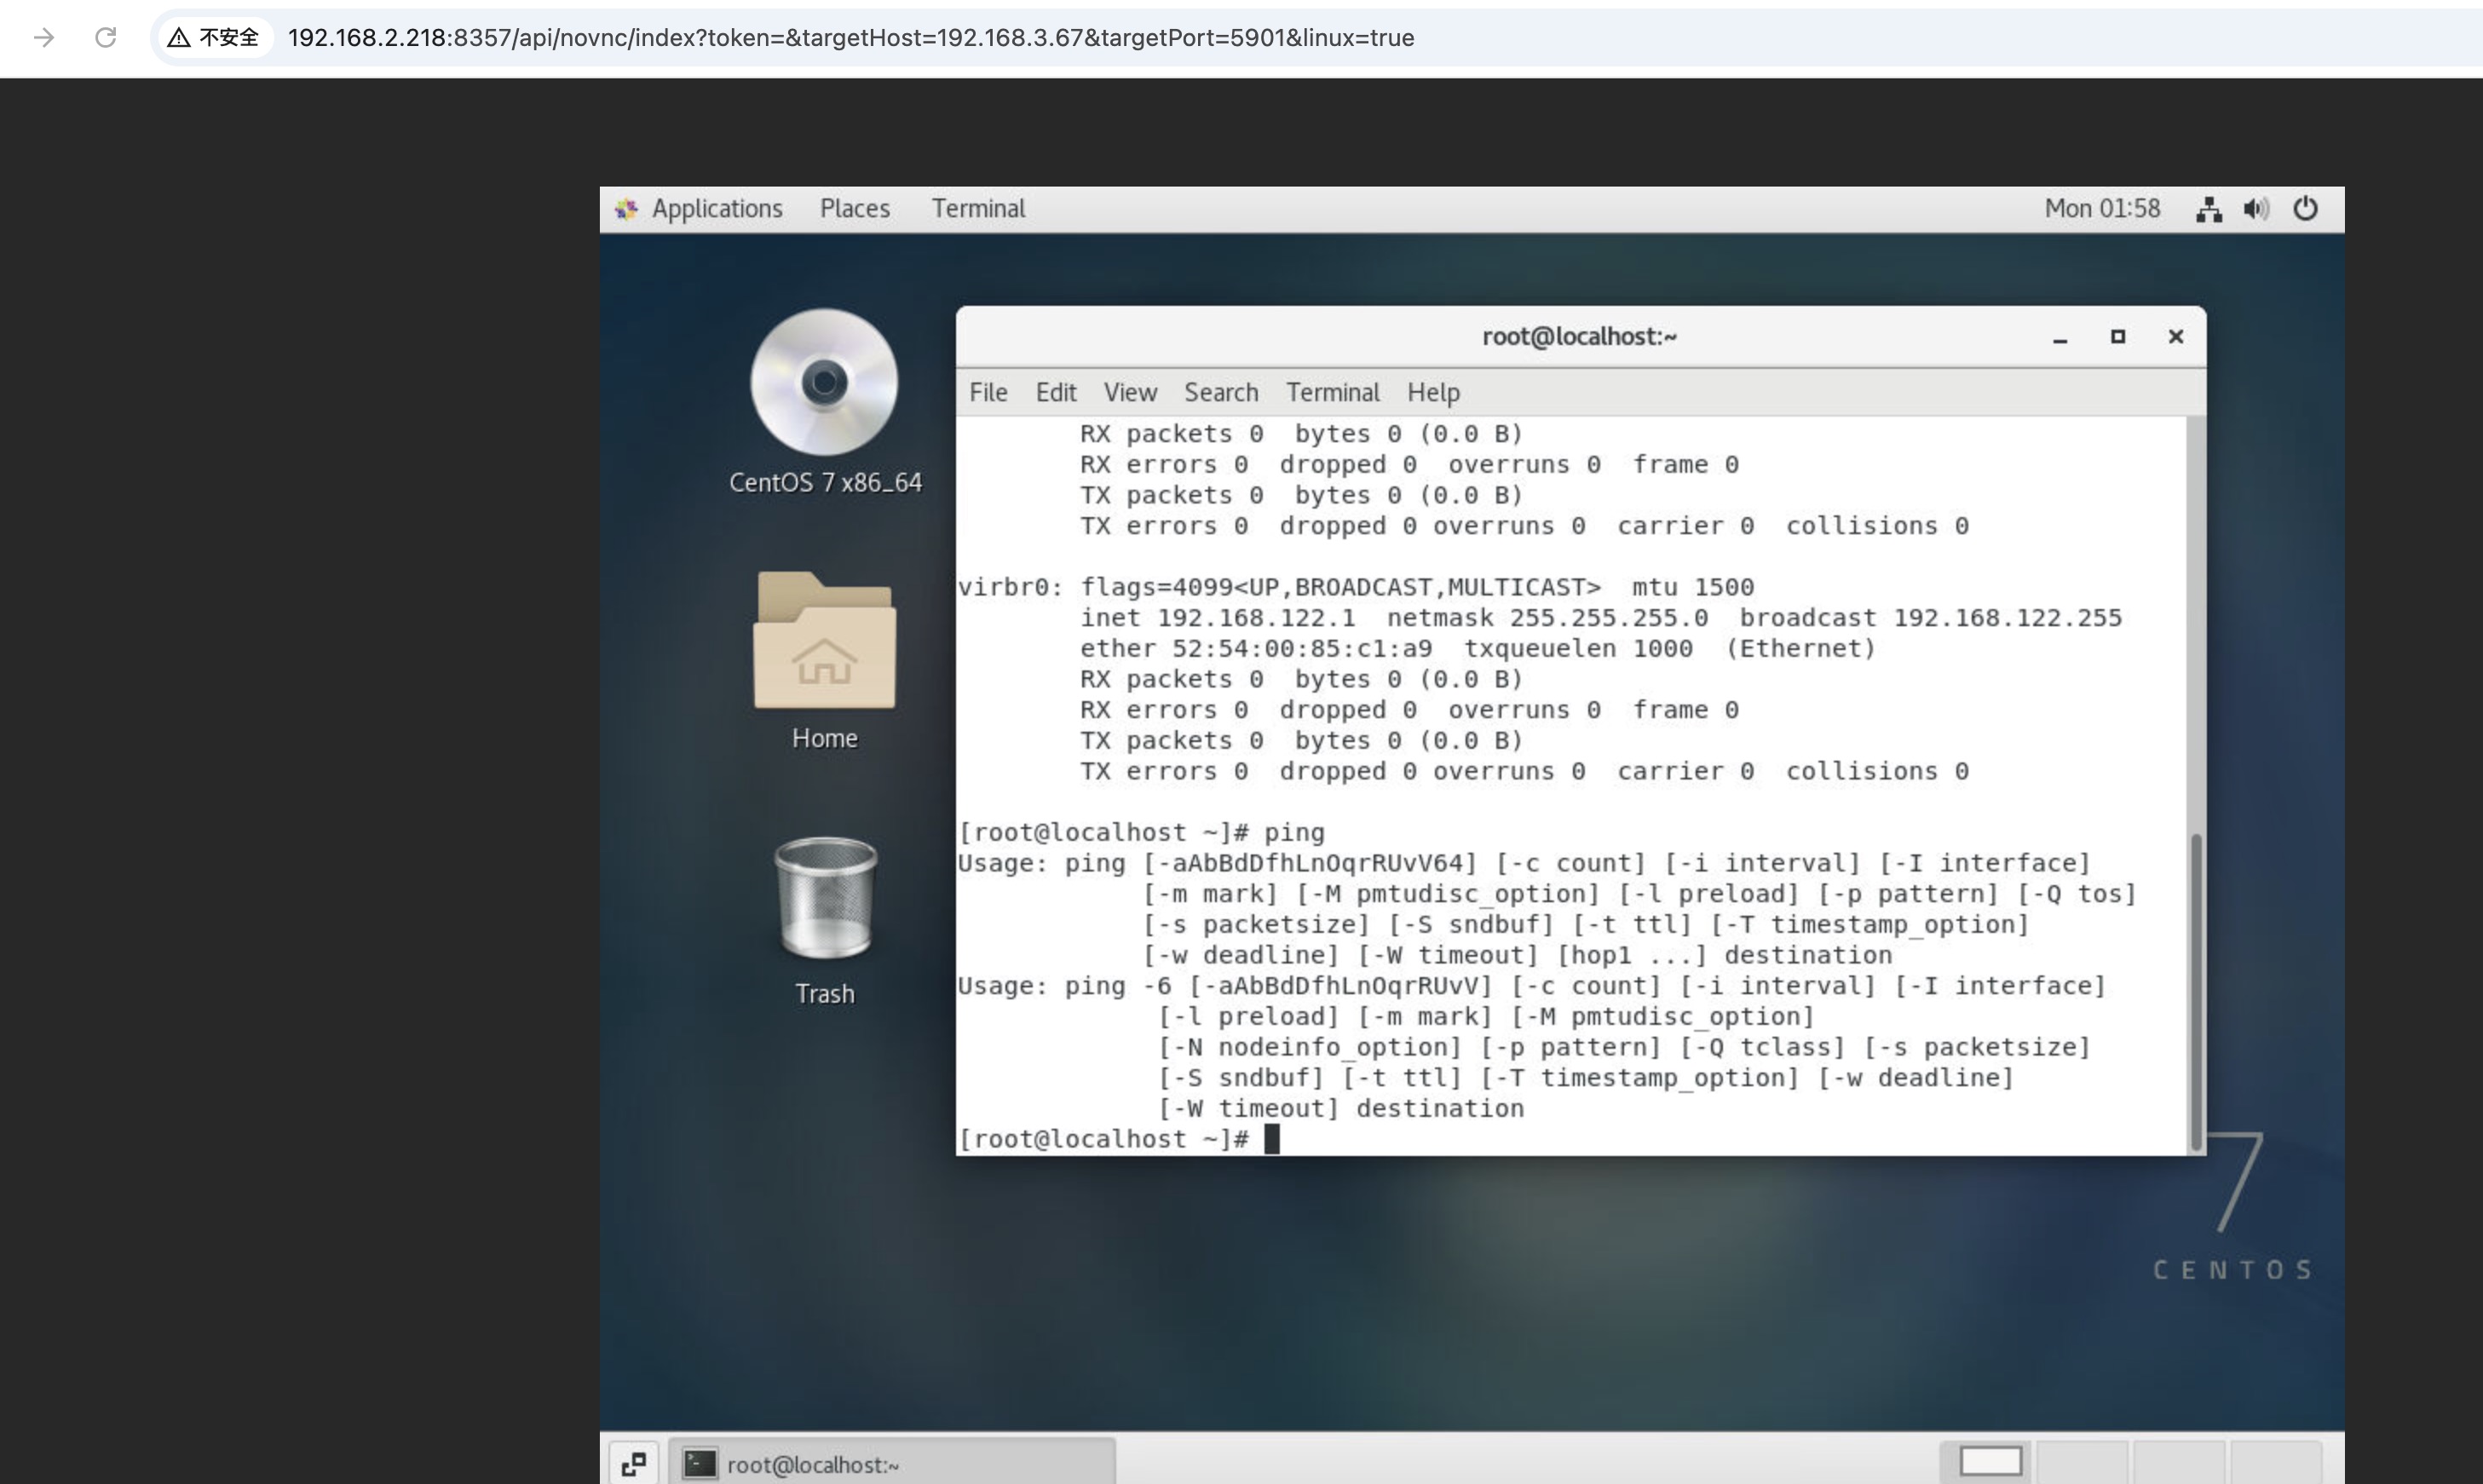 不安全 192.168.2.218:8357/api/novnc/index?token=&targetHost=192.168.3.67&targetPort=5901&linux=true
Applications Places Terminal Mon 01:58
root@localhost:~
File Edit View Search Terminal Help
RX packets 0 bytes 0 (0.0 B)
RX errors 0 dropped 0 overruns 0 frame 0
TX packets 0 bytes 0 (0.0 B)
TX errors 0 dropped 0 overruns 0 carrier 0 collisions 0
virbr0: flags=4099<UP,BROADCAST,MULTICAST> mtu 1500
inet 192.168.122.1 netmask 255.255.255.0 broadcast 192.168.122.255
ether 52:54:00:85:c1:a9 txqueuelen 1000 (Ethernet)
RX packets 0 bytes 0 (0.0 B)
RX errors 0 dropped 0 overruns 0 frame 0
TX packets 0 bytes 0 (0.0 B)
TX errors 0 dropped 0 overruns 0 carrier 0 collisions 0
[root@localhost ~]# ping
Usage: ping [-aAbBdDfhLnOqrRUvV64] [-c count] [-i interval] [-I interface]
[-m mark] [-M pmtudisc_option] [-l preload] [-p pattern] [-Q tos]
[-s packetsize] [-S sndbuf] [-t ttl] [-T timestamp_option]
[-w deadline] [-W timeout] [hop1 ...] destination
Usage: ping -6 [-aAbBdDfhLnOqrRUvV] [-c count] [-i interval] [-I interface]
[-l preload] [-m mark] [-M pmtudisc_option]
[-N nodeinfo_option] [-p pattern] [-Q tclass] [-s packetsize]
[-S sndbuf] [-t ttl] [-T timestamp_option] [-w deadline]
[-W timeout] destination
[root@localhost ~]#
CentOS 7 x86_64
Home
Trash
7
CENTOS
root@localhost:~